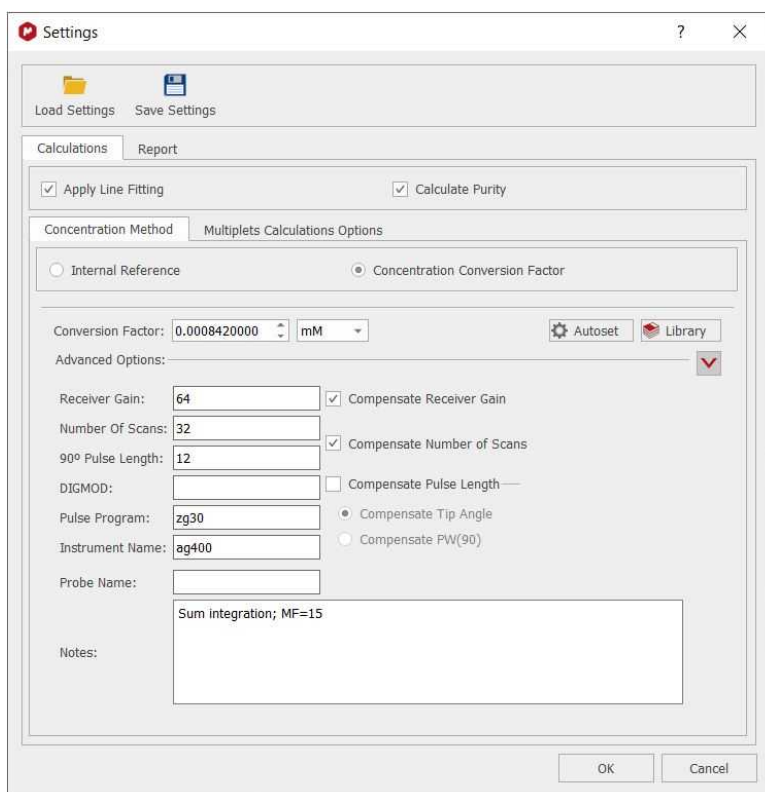 Settings
?
Load Settings Save Settings
Calculations Report
Apply Line Fitting Calculate Purity
Concentration Method Multiplets Calculations Options
Internal Reference Concentration Conversion Factor
Conversion Factor: 0.0008420000 mM Autoset Library
Advanced Options:
Receiver Gain: 64 Compensate Receiver Gain
Number Of Scans: 32
Compensate Number of Scans
90º Pulse Length: 12
DIGMOD: Compensate Pulse Length
Pulse Program: zg30 Compensate Tip Angle
Instrument Name: ag400 Compensate PW(90)
Probe Name:
Sum integration; MF=15
Notes:
OK Cancel